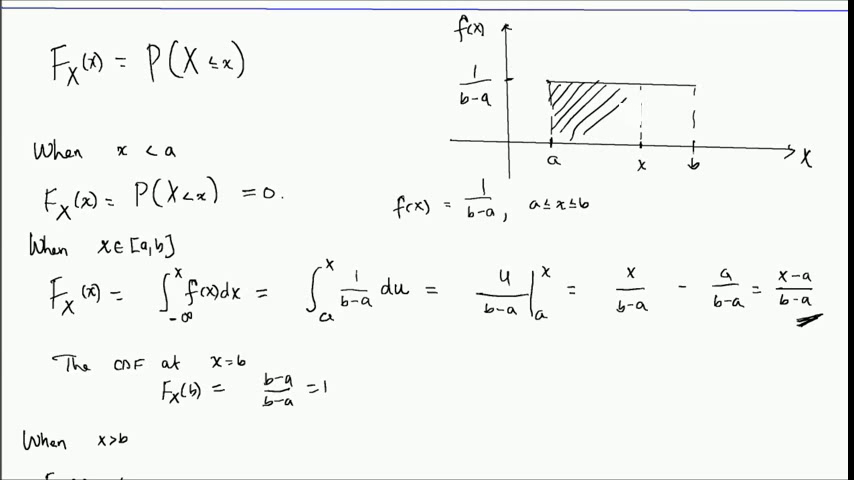 F_X(x) = P(X ≤ x)
f(x)
1/(b-a)
a x b X
When x < a
F_X(x) = P(X < x) = 0.
f(x) = 1/(b-a), a ≤ x ≤ b
When x ∈ [a,b]
F_X(x) = ∫_{-∞}^{x} f(x)dx = ∫_{a}^{x} 1/(b-a) du = u/(b-a) |_{a}^{x} = x/(b-a) - a/(b-a) = (x-a)/(b-a)
The CDF at x=b
F_X(b) = (b-a)/(b-a) = 1
When x>b